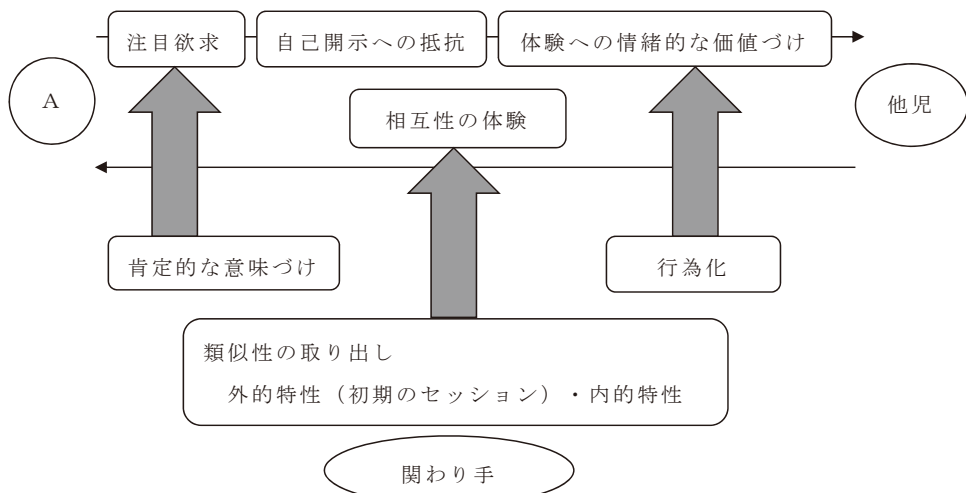 注目欲求
自己開示への抵抗
体験への情緒的な価値づけ
A
他児
相互性の体験
肯定的な意味づけ
行為化
類似性の取り出し
外的特性（初期のセッション）・内的特性
関わり手